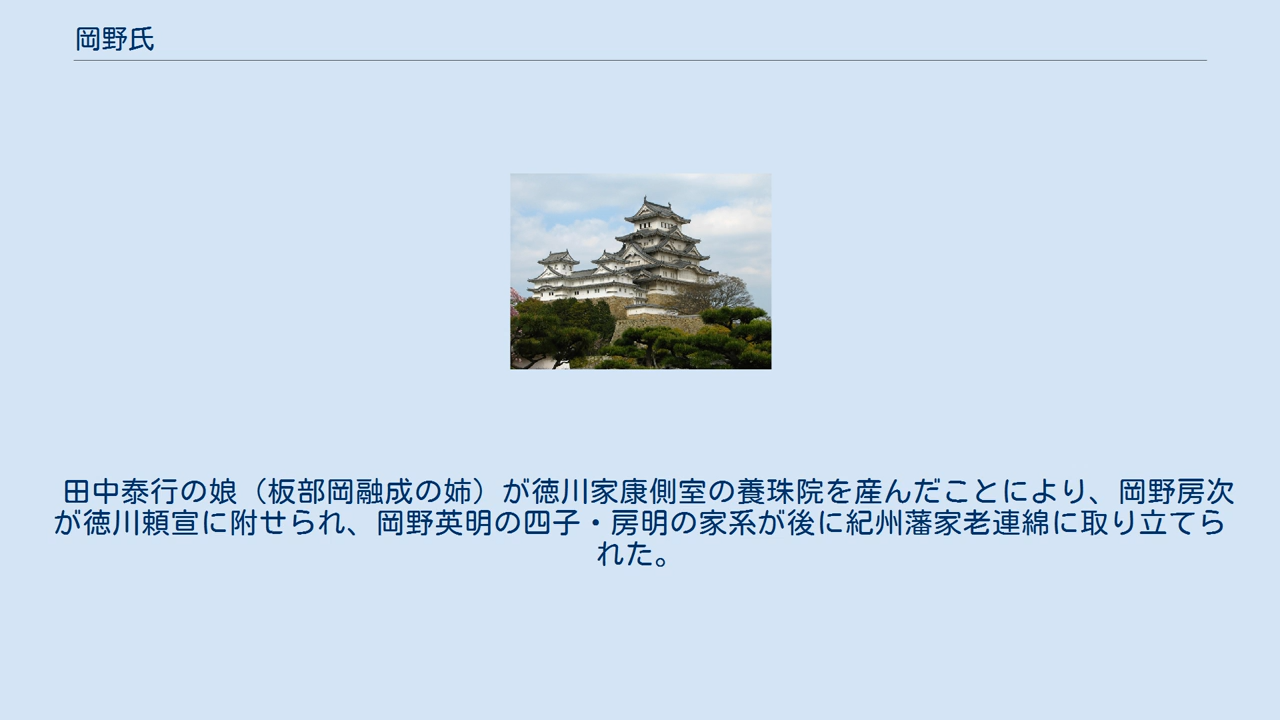 岡野氏
田中泰行の娘（板部岡融成の姉）が徳川家康側室の養珠院を産んだことにより、岡野房次
が徳川頼宣に附せられ、岡野英明の四子・房明の家系が後に紀州藩家老連綿に取り立てら
れた。